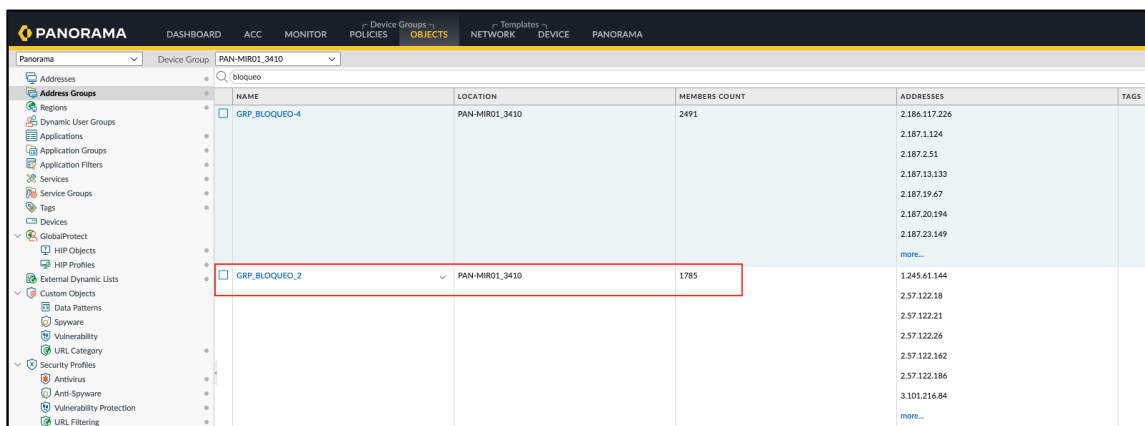 PANORAMA
DASHBOARD ACC MONITOR POLICIES OBJECTS NETWORK DEVICE PANORAMA
Device Groups Templates
Panorama Device Group PAN-MIR01_3410
Addresses
Address Groups
Regions
Dynamic User Groups
Applications
Application Groups
Application Filters
Services
Service Groups
Tags
Devices
GlobalProtect
HIP Objects
HIP Profiles
External Dynamic Lists
Custom Objects
Data Patterns
Spyware
Vulnerability
URL Category
Security Profiles
Antivirus
Anti-Spyware
Vulnerability Protection
URL Filtering
bloqueo
NAME LOCATION MEMBERS COUNT ADDRESSES TAGS
GRP_BLOQUEO-4 PAN-MIR01_3410 2491 2.186.117.226
2.187.1.124
2.187.2.51
2.187.13.133
2.187.19.67
2.187.20.194
2.187.23.149
more...
GRP_BLOQUEO_2 PAN-MIR01_3410 1785 1.245.61.144
2.57.122.18
2.57.122.21
2.57.122.26
2.57.122.162
2.57.122.186
3.101.216.84
more...